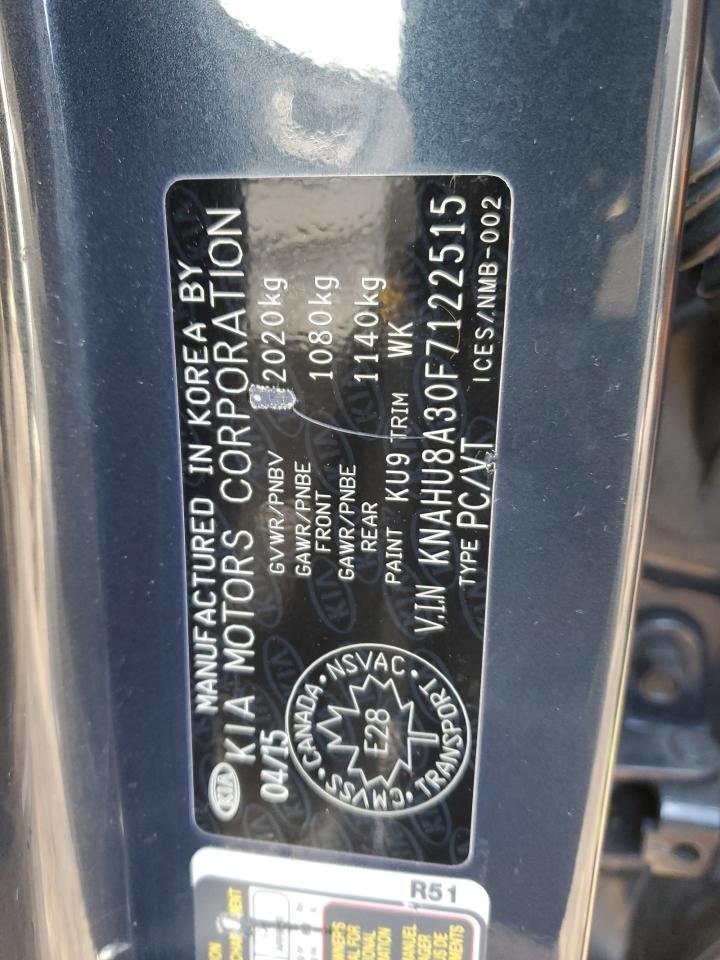 KIA
MANUFACTURED IN KOREA BY
KIA MOTORS CORPORATION
04/15
GVWR/PNBV 2020kg
GAWR/PNBE FRONT 1080kg
GAWR/PNBE REAR 1140kg
PAINT KU9 TRIM WK
V.I.N KNAHU8A30F7122515
TYPE PC/VT ICES/NMB-002
CANADA · NSVAC · TRANSPORT · CMVSS
E28
R51